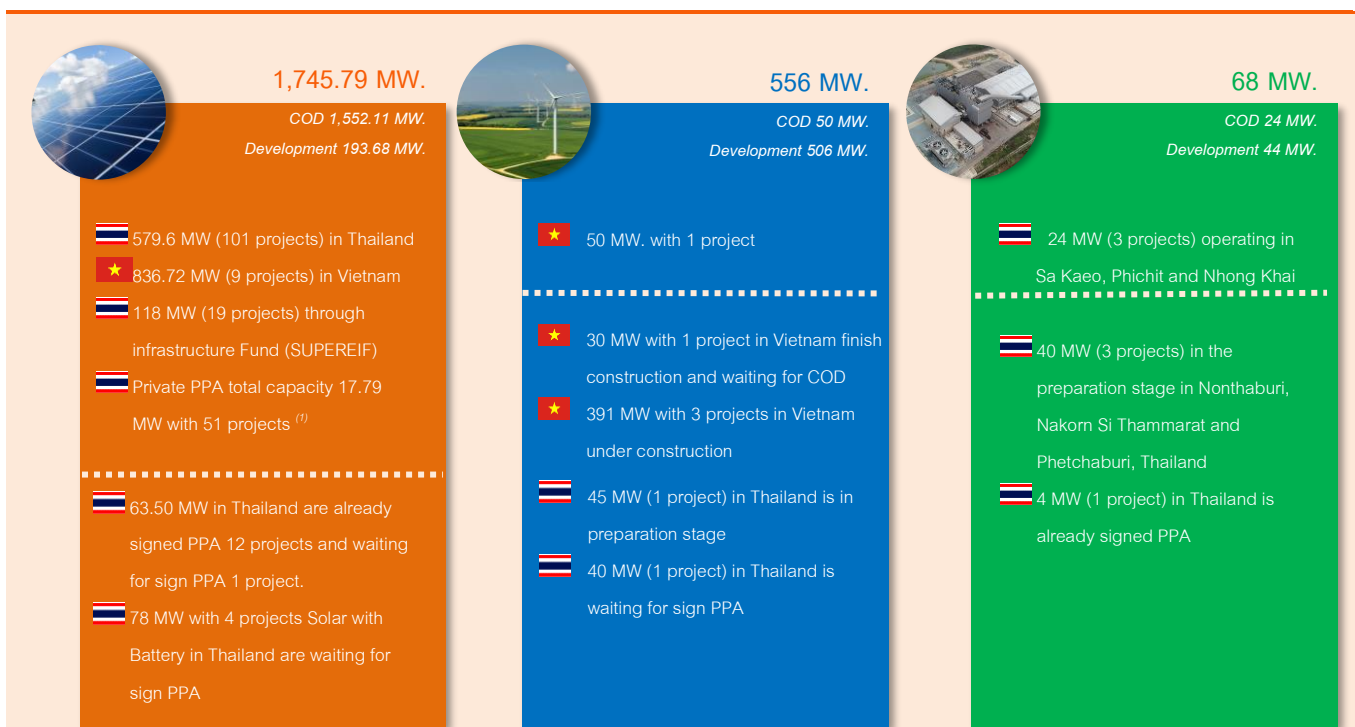 1,745.79 MW.
COD 1,552.11 MW.
Development 193.68 MW.
579.6 MW (101 projects) in Thailand
836.72 MW (9 projects) in Vietnam
118 MW (19 projects) through
infrastructure Fund (SUPEREIF)
Private PPA total capacity 17.79
MW with 51 projects (1)
63.50 MW in Thailand are already
signed PPA 12 projects and waiting
for sign PPA 1 project.
78 MW with 4 projects Solar with
Battery in Thailand are waiting for
sign PPA
556 MW.
COD 50 MW.
Development 506 MW.
50 MW. with 1 project
30 MW with 1 project in Vietnam finish
construction and waiting for COD
391 MW with 3 projects in Vietnam
under construction
45 MW (1 project) in Thailand is in
preparation stage
40 MW (1 project) in Thailand is
waiting for sign PPA
68 MW.
COD 24 MW.
Development 44 MW.
24 MW (3 projects) operating in
Sa Kaeo, Phichit and Nhong Khai
40 MW (3 projects) in the
preparation stage in Nonthaburi,
Nakorn Si Thammarat and
Phetchaburi, Thailand
4 MW (1 project) in Thailand is
already signed PPA